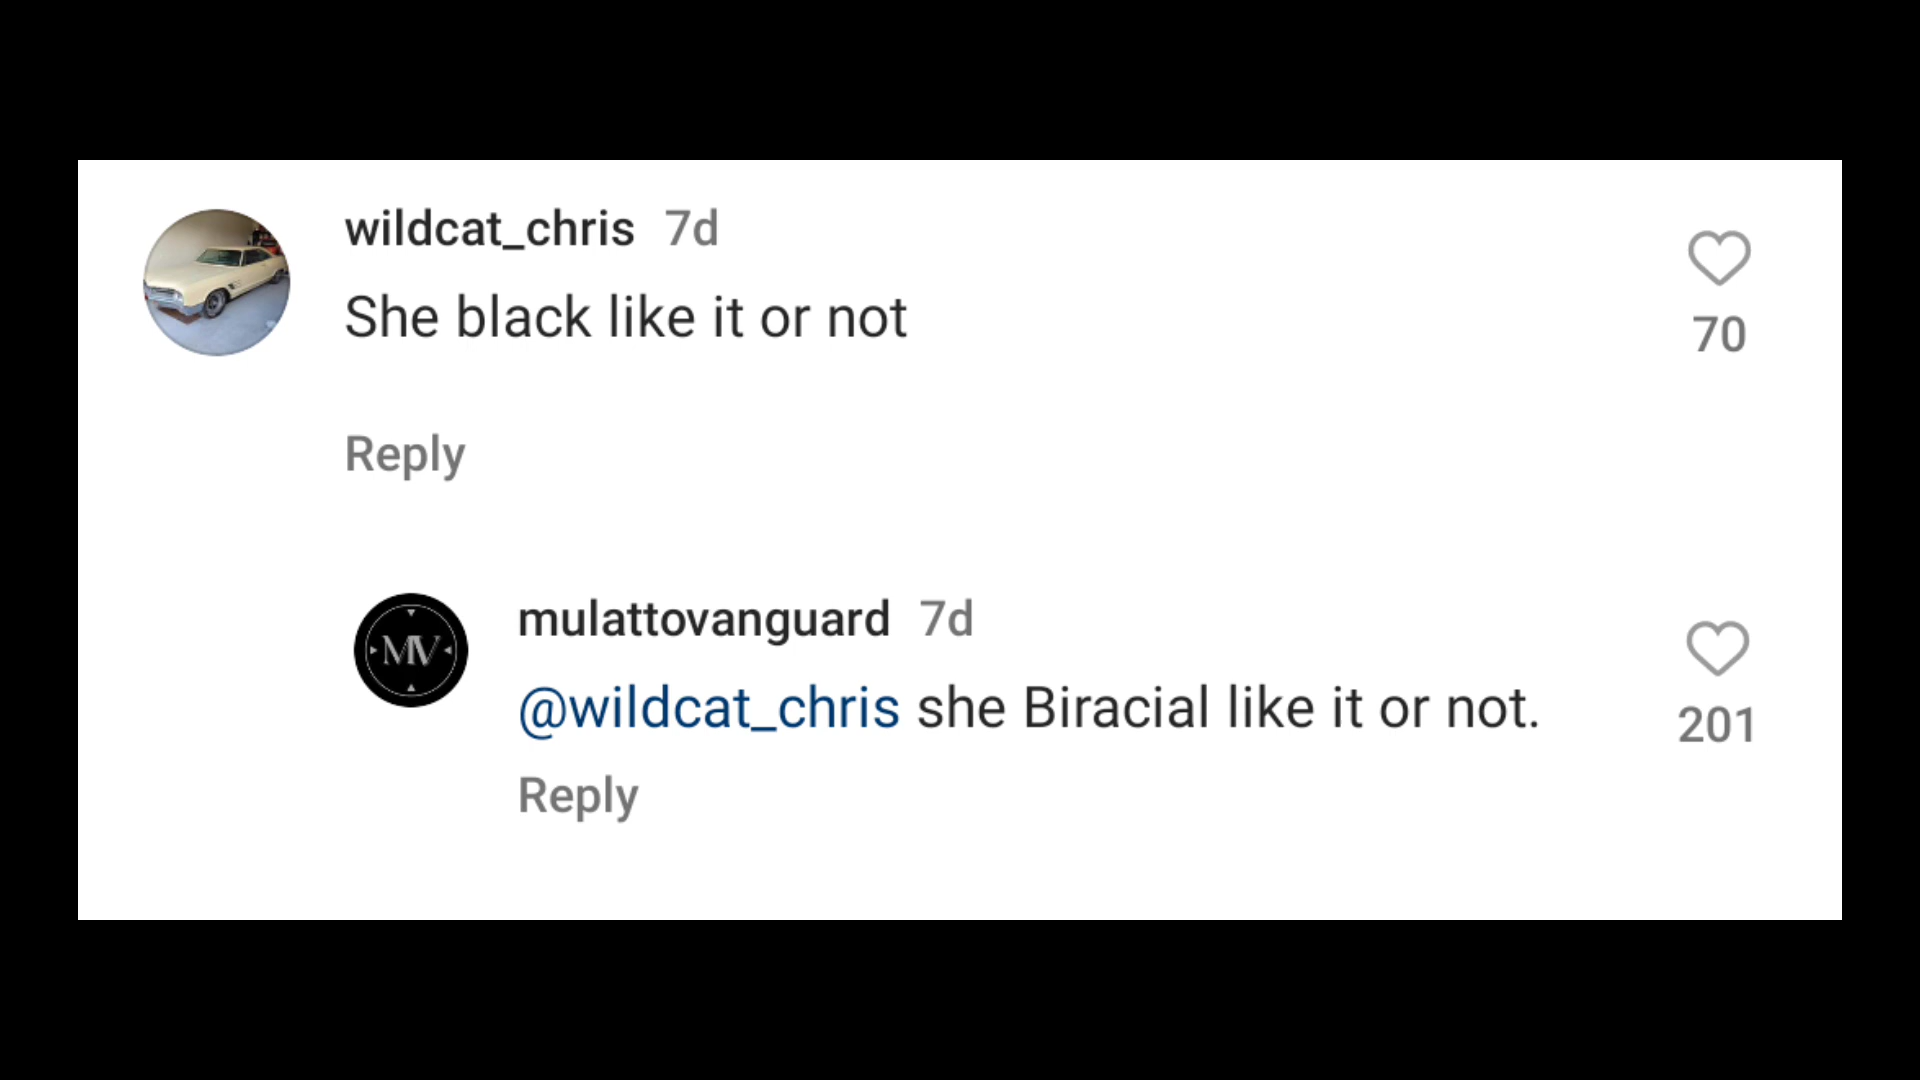 wildcat_chris 7d
She black like it or not
70
Reply
MV
mulattovanguard 7d
@wildcat_chris she Biracial like it or not.
201
Reply